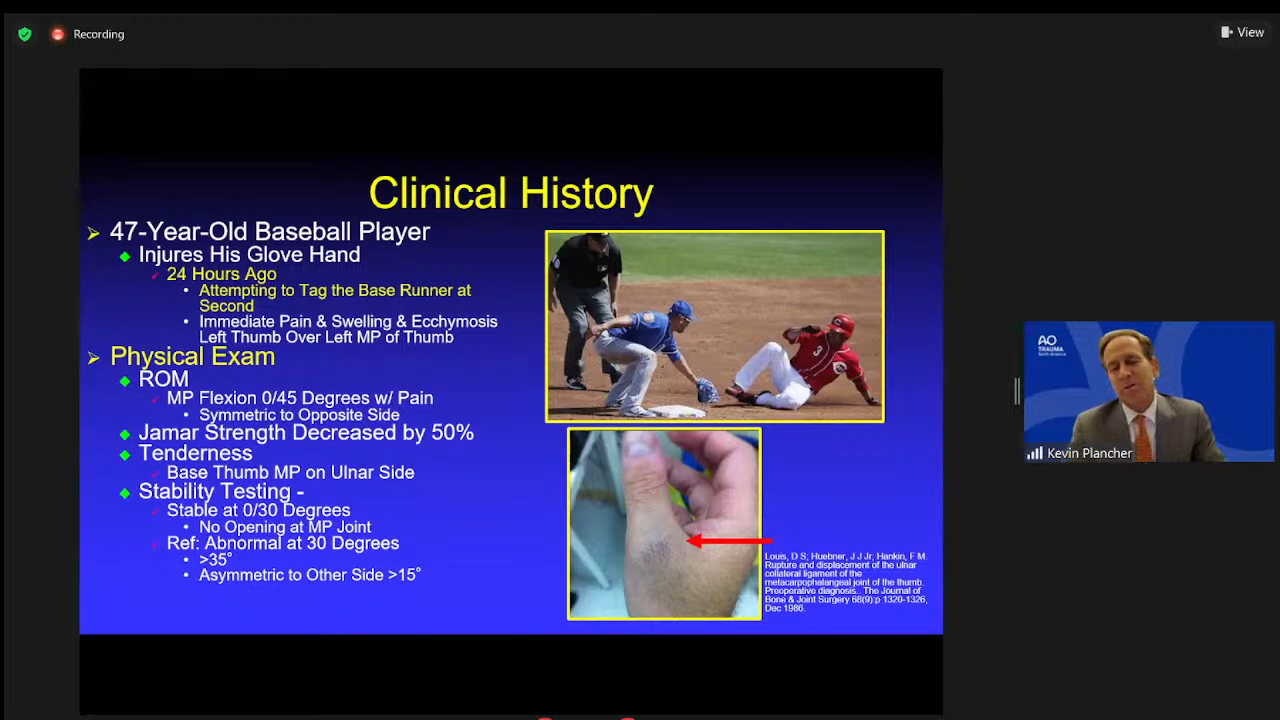 Recording
View
Clinical History
47-Year-Old Baseball Player
Injures His Glove Hand
24 Hours Ago
Attempting to Tag the Base Runner at
Second
Immediate Pain & Swelling & Ecchymosis
Left Thumb Over Left MP of Thumb
Physical Exam
ROM
MP Flexion 0/45 Degrees w/ Pain
Symmetric to Opposite Side
Jamar Strength Decreased by 50%
Tenderness
Base Thumb MP on Ulnar Side
Stability Testing -
Stable at 0/30 Degrees
No Opening at MP Joint
Ref: Abnormal at 30 Degrees
>35°
Asymmetric to Other Side >15°
3
Louis, D S; Huebner, J J Jr; Hankin, F M.
Rupture and displacement of the ulnar
collateral ligament of the
metacarpophalangeal joint of the thumb.
Preoperative diagnosis.. The Journal of
Bone & Joint Surgery 68(9):p 1320-1326,
Dec 1986.
AO
TRAUMA
North America
Kevin Plancher